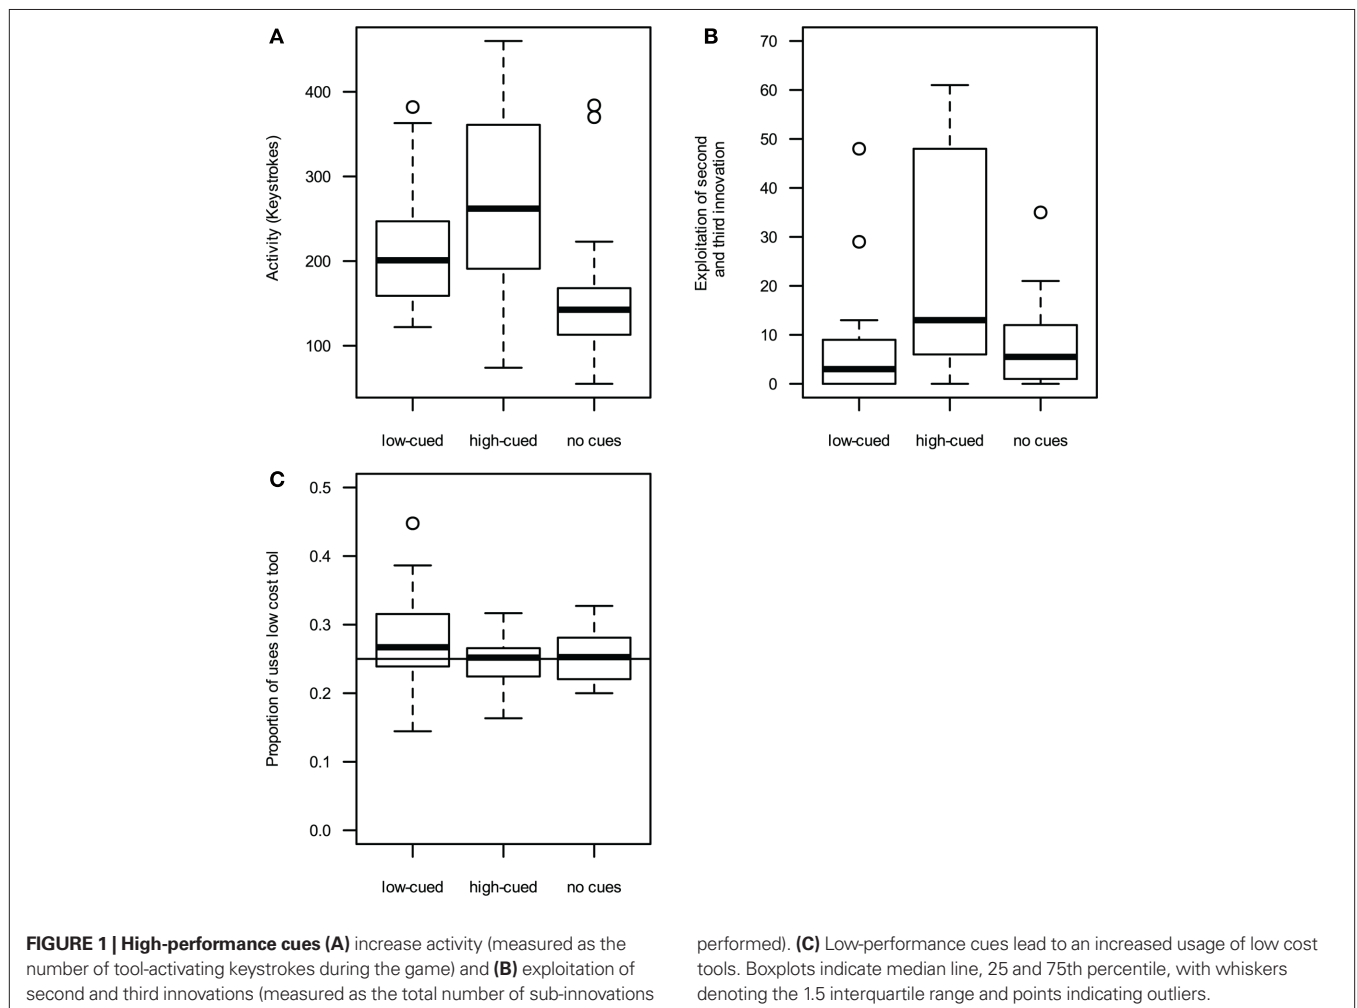 A
Activity (Keystrokes)
400
300
200
100
low-cued high-cued no cues
B
Exploitation of second
and third innovation
70
60
50
40
30
20
10
0
low-cued high-cued no cues
C
Proportion of uses low cost tool
0.5
0.4
0.3
0.2
0.1
0.0
low-cued high-cued no cues
FIGURE 1 | High-performance cues (A) increase activity (measured as the
number of tool-activating keystrokes during the game) and (B) exploitation of
second and third innovations (measured as the total number of sub-innovations
performed). (C) Low-performance cues lead to an increased usage of low cost
tools. Boxplots indicate median line, 25 and 75th percentile, with whiskers
denoting the 1.5 interquartile range and points indicating outliers.